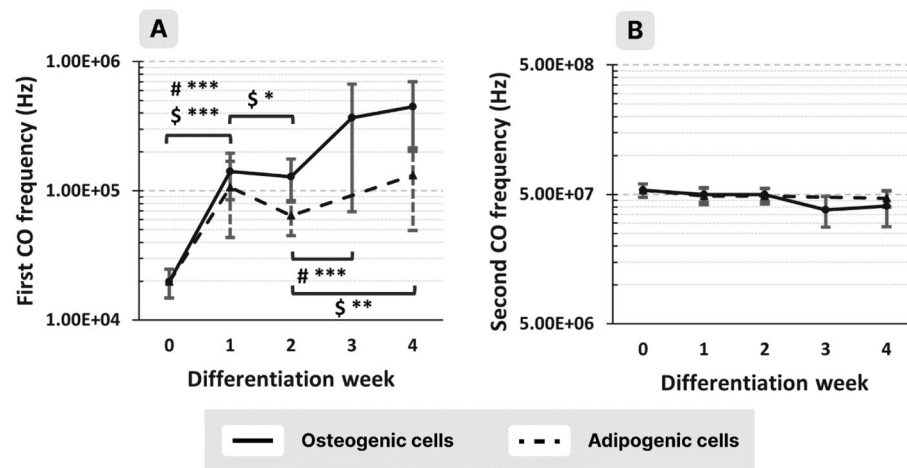 A
First CO frequency (Hz)
1.00E+06
1.00E+05
1.00E+04
# ***
$ ***
$ *
# ***
$ **
0 1 2 3 4
Differentiation week
B
Second CO frequency (Hz)
5.00E+08
5.00E+07
5.00E+06
0 1 2 3 4
Differentiation week
Osteogenic cells
Adipogenic cells